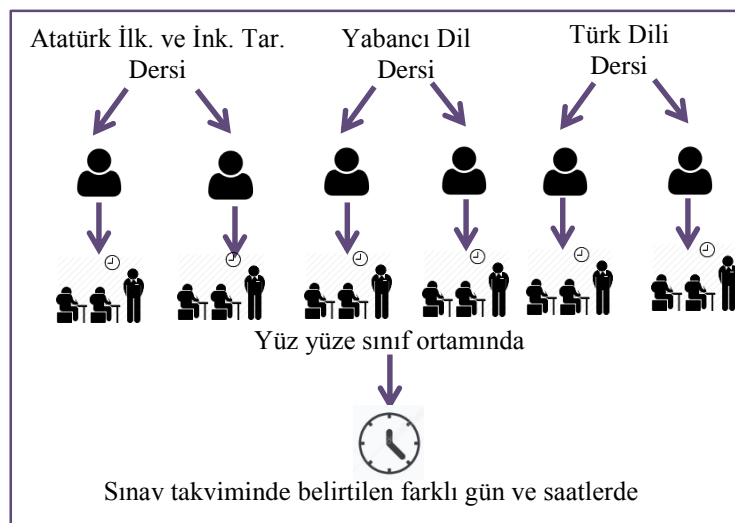 Atatürk İlk. ve İnk. Tar.
Dersi
Yabancı Dil
Dersi
Türk Dili
Dersi
Yüz yüze sınıf ortamında
Sınav takviminde belirtilen farklı gün ve saatlerde